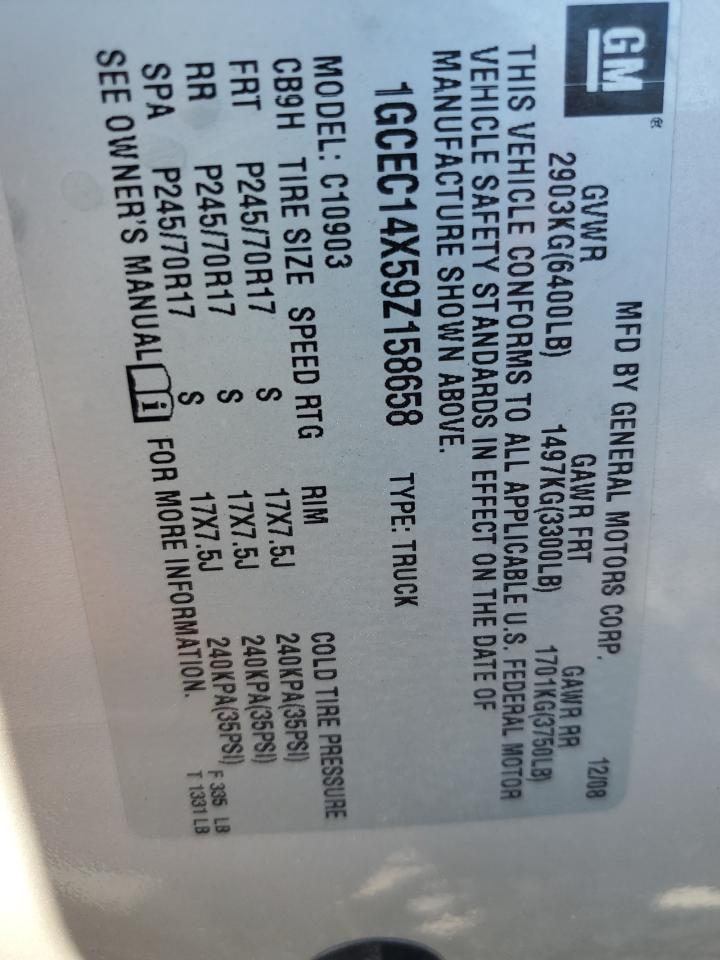 GM®
MFD BY GENERAL MOTORS CORP. 12/08
GVWR GAWR FRT GAWR RR
2903KG(6400LB) 1497KG(3300LB) 1701KG(3750LB)
THIS VEHICLE CONFORMS TO ALL APPLICABLE U.S. FEDERAL MOTOR
VEHICLE SAFETY STANDARDS IN EFFECT ON THE DATE OF
MANUFACTURE SHOWN ABOVE.
1GCEC14X59Z158658 TYPE: TRUCK
MODEL: C10903
CB9H TIRE SIZE SPEED RTG RIM COLD TIRE PRESSURE
FRT P245/70R17 S 17X7.5J 240KPA(35PSI)
RR P245/70R17 S 17X7.5J 240KPA(35PSI)
SPA P245/70R17 S 17X7.5J 240KPA(35PSI)
SEE OWNER'S MANUAL i FOR MORE INFORMATION.
F 335 LB
T 1331 LB